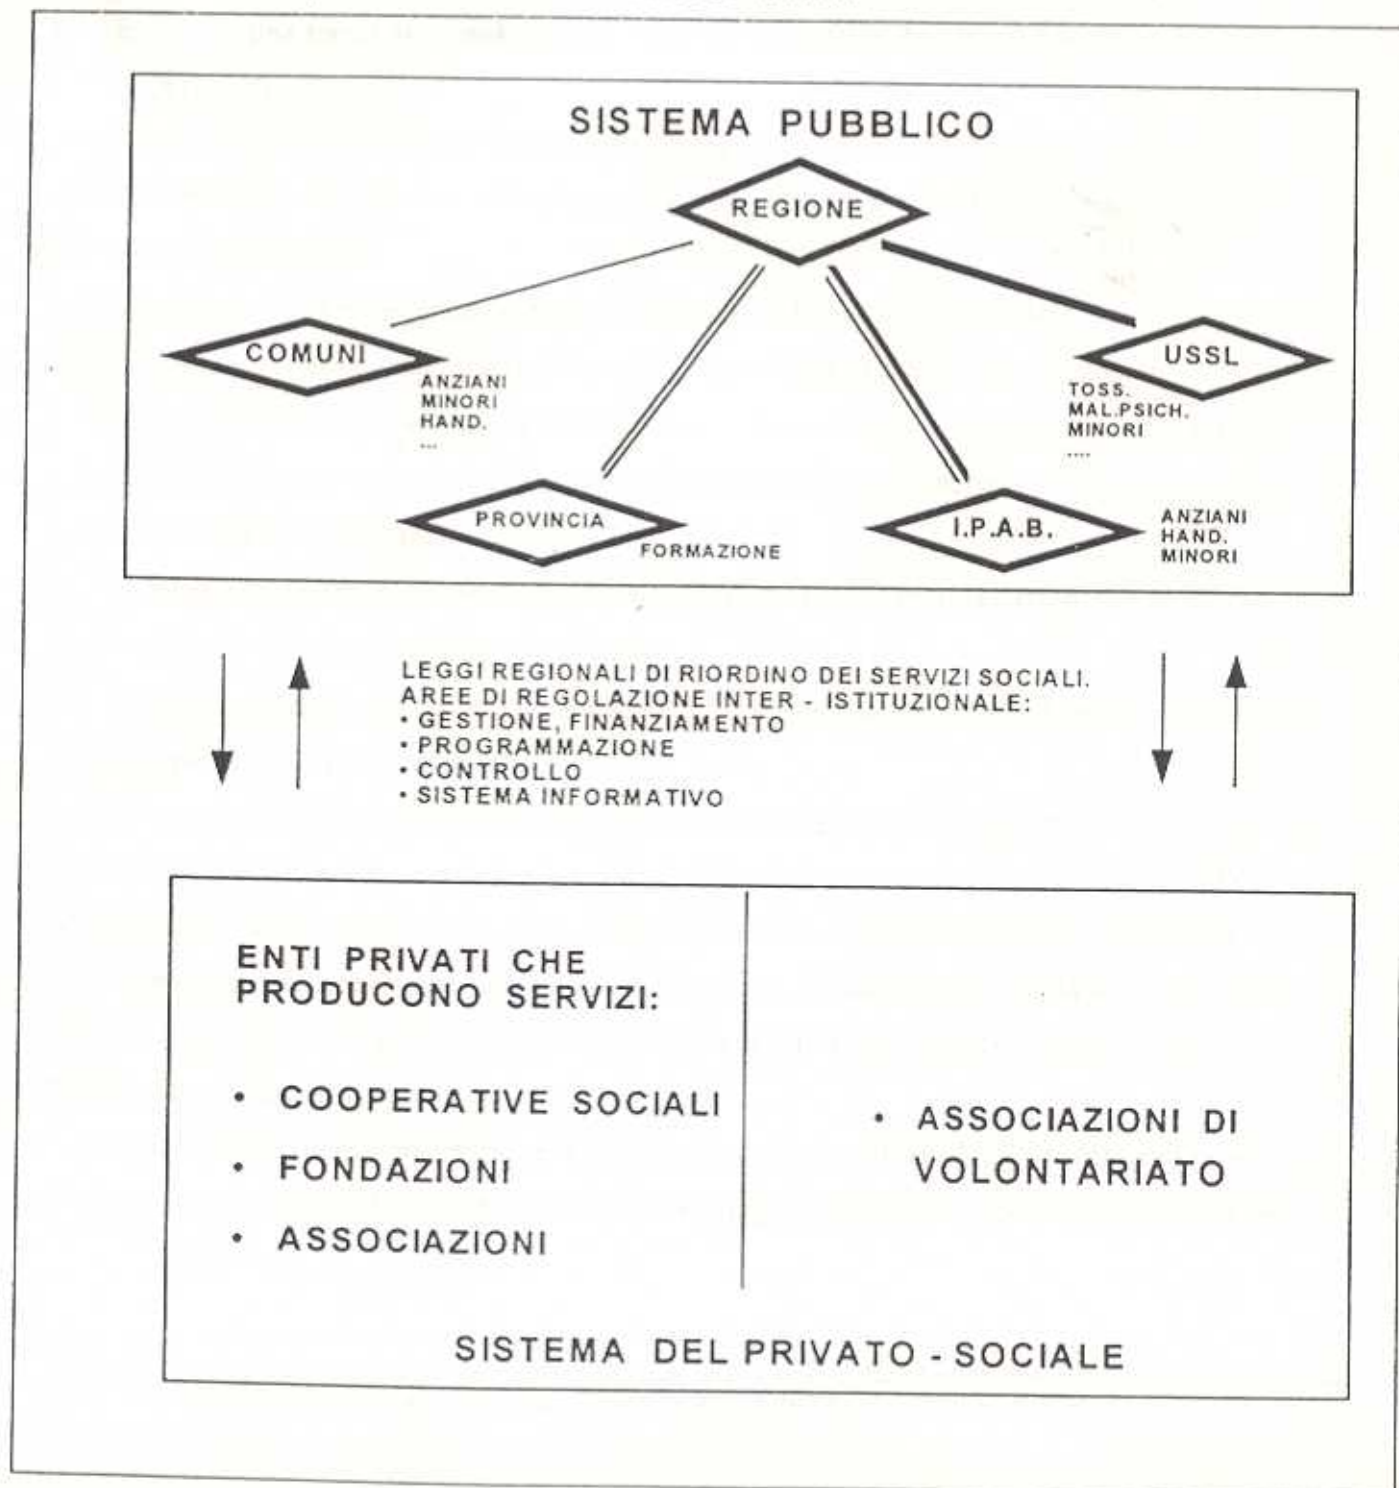 SISTEMA PUBBLICO
REGIONE
COMUNI
ANZIANI
MINORI
HAND.
...
USSL
TOSS.
MAL.PSICH.
MINORI
....
PROVINCIA
FORMAZIONE
I.P.A.B.
ANZIANI
HAND.
MINORI
LEGGI REGIONALI DI RIORDINO DEI SERVIZI SOCIALI.
AREE DI REGOLAZIONE INTER - ISTITUZIONALE:
• GESTIONE, FINANZIAMENTO
• PROGRAMMAZIONE
• CONTROLLO
• SISTEMA INFORMATIVO
ENTI PRIVATI CHE
PRODUCONO SERVIZI:
• COOPERATIVE SOCIALI
• FONDAZIONI
• ASSOCIAZIONI
• ASSOCIAZIONI DI
VOLONTARIATO
SISTEMA DEL PRIVATO - SOCIALE